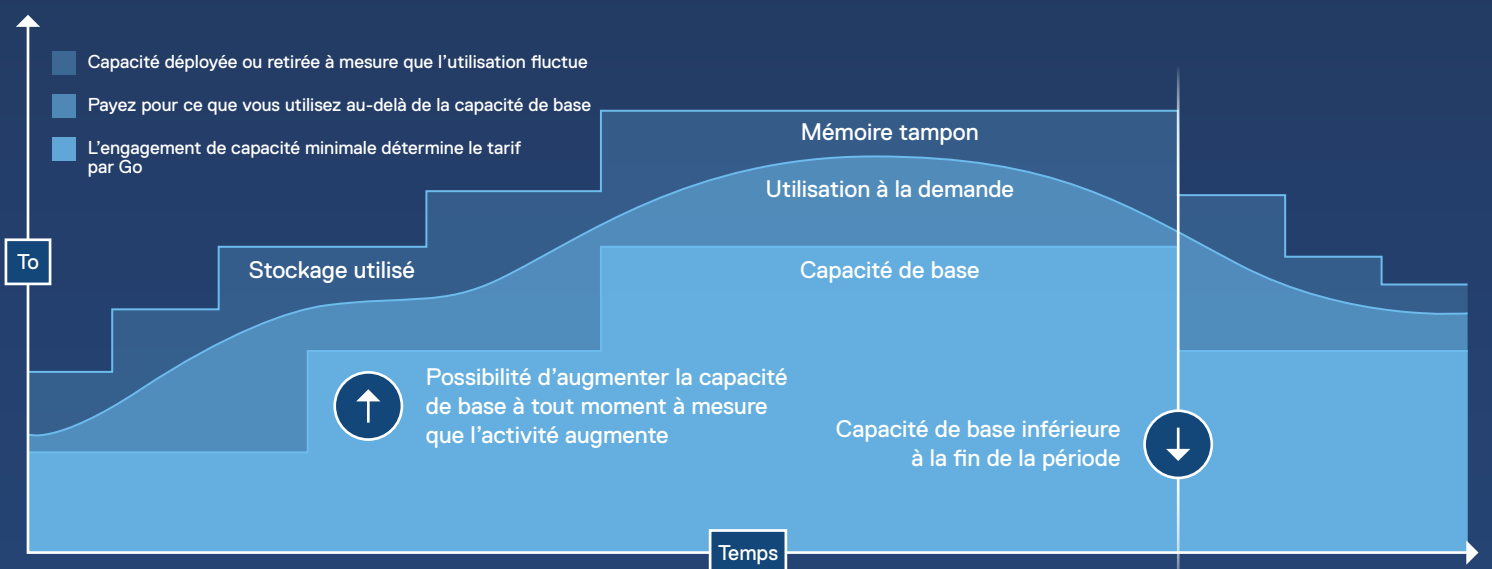 Capacité déployée ou retirée à mesure que l’utilisation fluctue
Payez pour ce que vous utilisez au-delà de la capacité de base
L’engagement de capacité minimale détermine le tarif
par Go
Mémoire tampon
Utilisation à la demande
To
Stockage utilisé
Capacité de base
Possibilité d’augmenter la capacité
de base à tout moment à mesure
que l’activité augmente
Capacité de base inférieure
à la fin de la période
Temps